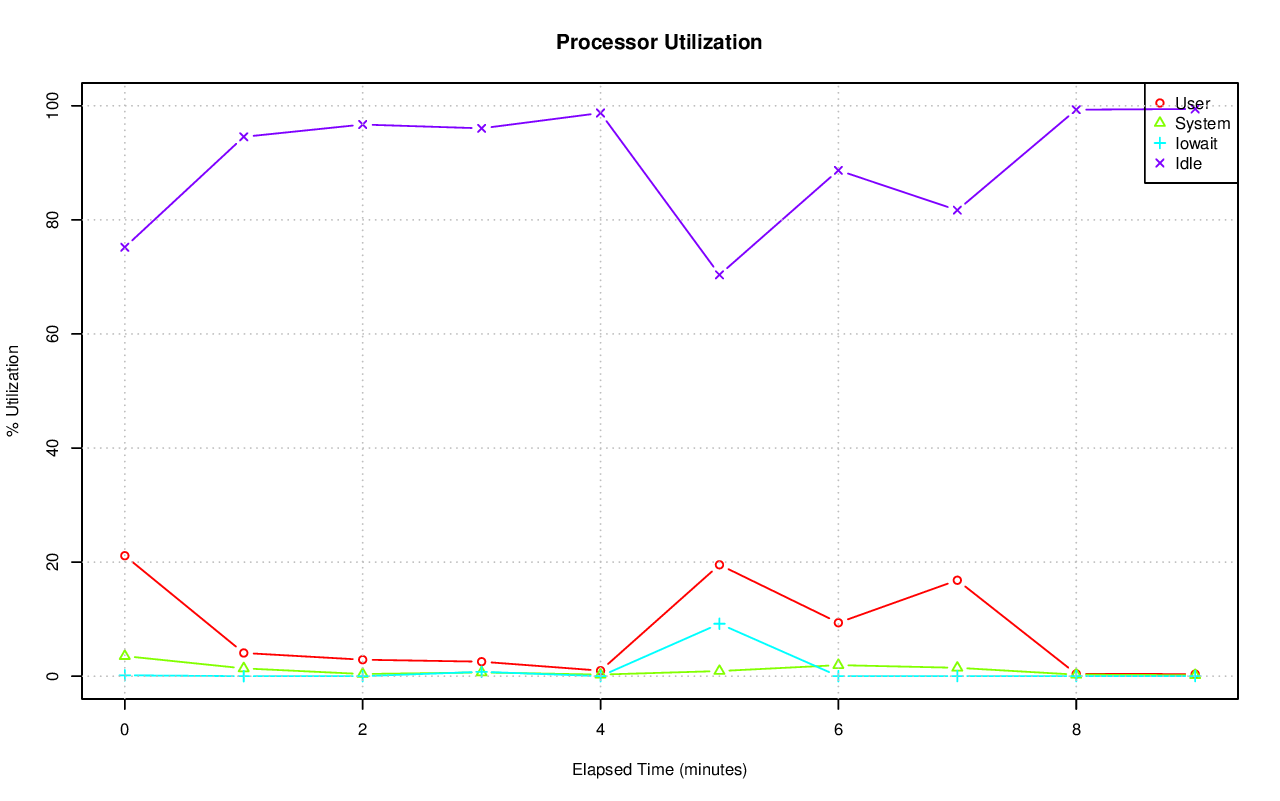 Processor Utilization
% Utilization
100
80
60
40
20
0
User
System
Iowait
Idle
0 2 4 6 8
Elapsed Time (minutes)